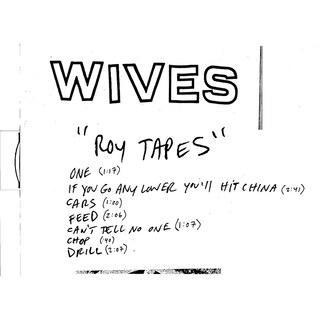 WIVES
"ROY TAPES"
ONE (1:17)
IF YOU GO ANY LOWER YOU'll HIT CHINA (2:41)
CARS (1:00)
FEED (2:06)
CAN'T TELL NO ONE (1:07)
CHOP (:40)
DRILL (2:07)